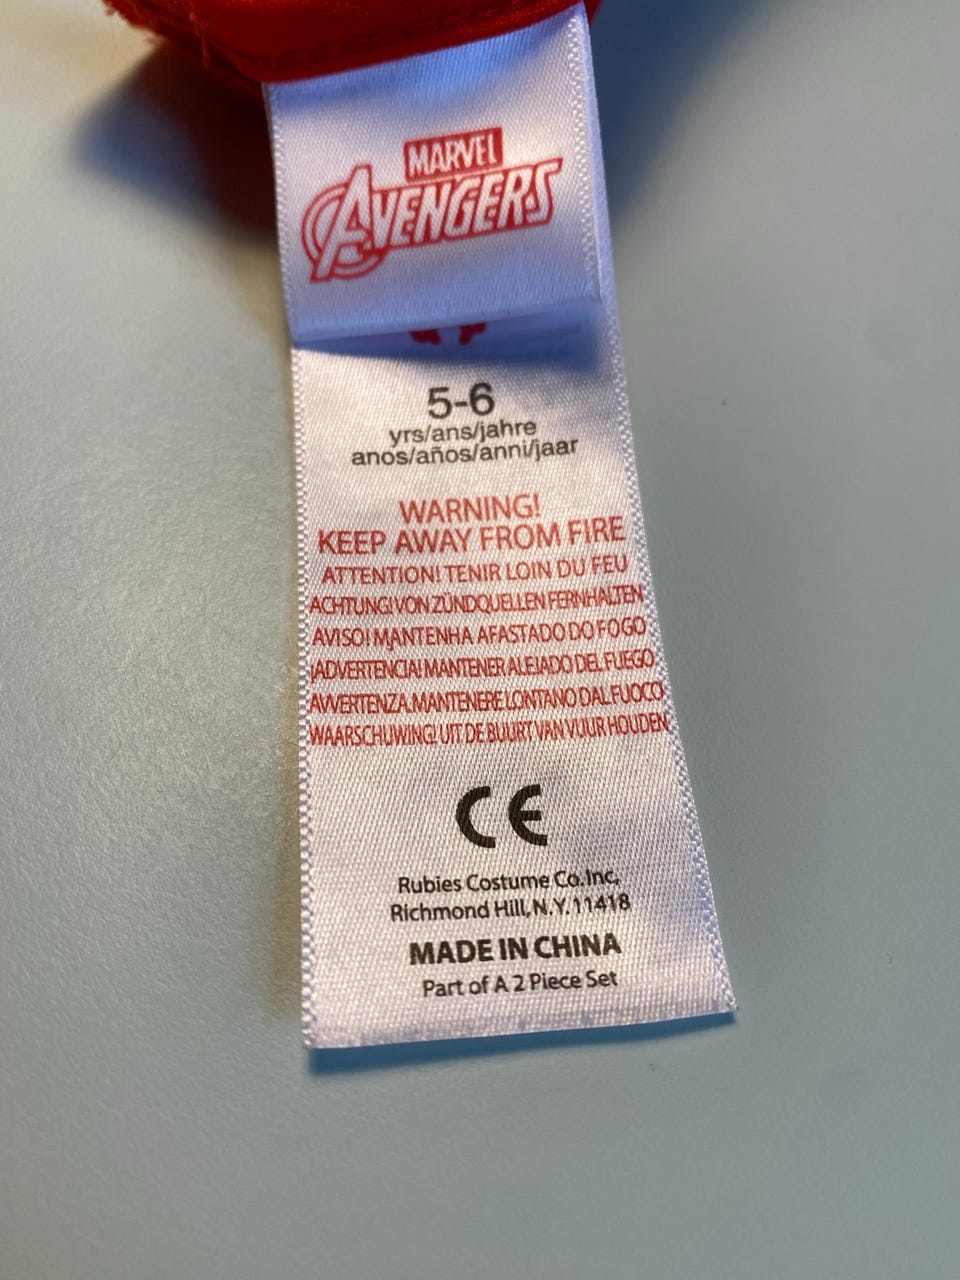 MARVEL
AVENGERS
5-6
yrs/ans/jahre
anos/años/anni/jaar
WARNING!
KEEP AWAY FROM FIRE
ATTENTION! TENIR LOIN DU FEU
ACHTUNG! VON ZÜNDQUELLEN FERNHALTEN
AVISO! MANTENHA AFASTADO DO FOGO
¡ADVERTENCIA! MANTENER ALEJADO DEL FUEGO
AVVERTENZA. MANTENERE LONTANO DAL FUOCO
WAARSCHUWING! UIT DE BUURT VAN VUUR HOUDEN
CE
Rubies Costume Co. Inc,
Richmond Hill, N.Y. 11418
MADE IN CHINA
Part of A 2 Piece Set